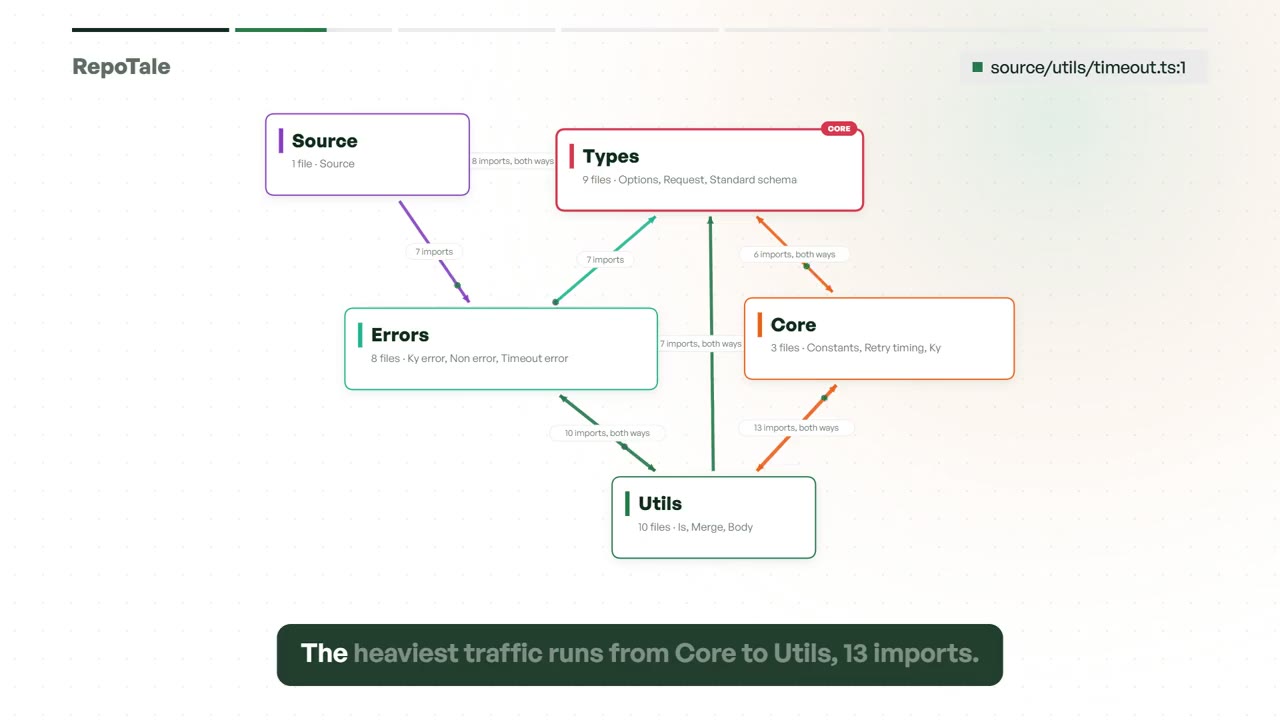 RepoTale
source/utils/timeout.ts:1
Source
1 file · Source
8 imports, both ways
CORE
Types
9 files · Options, Request, Standard schema
7 imports
7 imports
6 imports, both ways
Errors
8 files · Ky error, Non error, Timeout error
7 imports, both ways
Core
3 files · Constants, Retry timing, Ky
10 imports, both ways
13 imports, both ways
Utils
10 files · Is, Merge, Body
The heaviest traffic runs from Core to Utils, 13 imports.